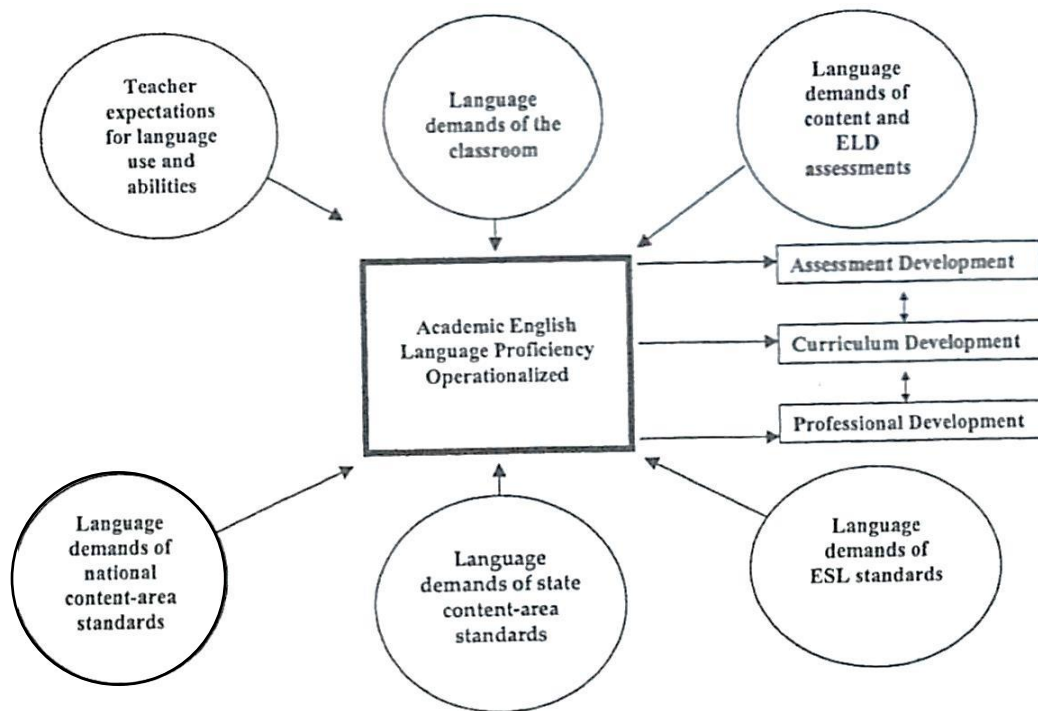 Teacher
expectations
for language
use and
abilities
Language
demands of the
classroom
Language
demands of
content and
ELD
assessments
Academic English
Language Proficiency
Operationalized
Assessment Development
Curriculum Development
Professional Development
Language
demands of
national
content-area
standards
Language
demands of state
content-area
standards
Language
demands of
ESL standards